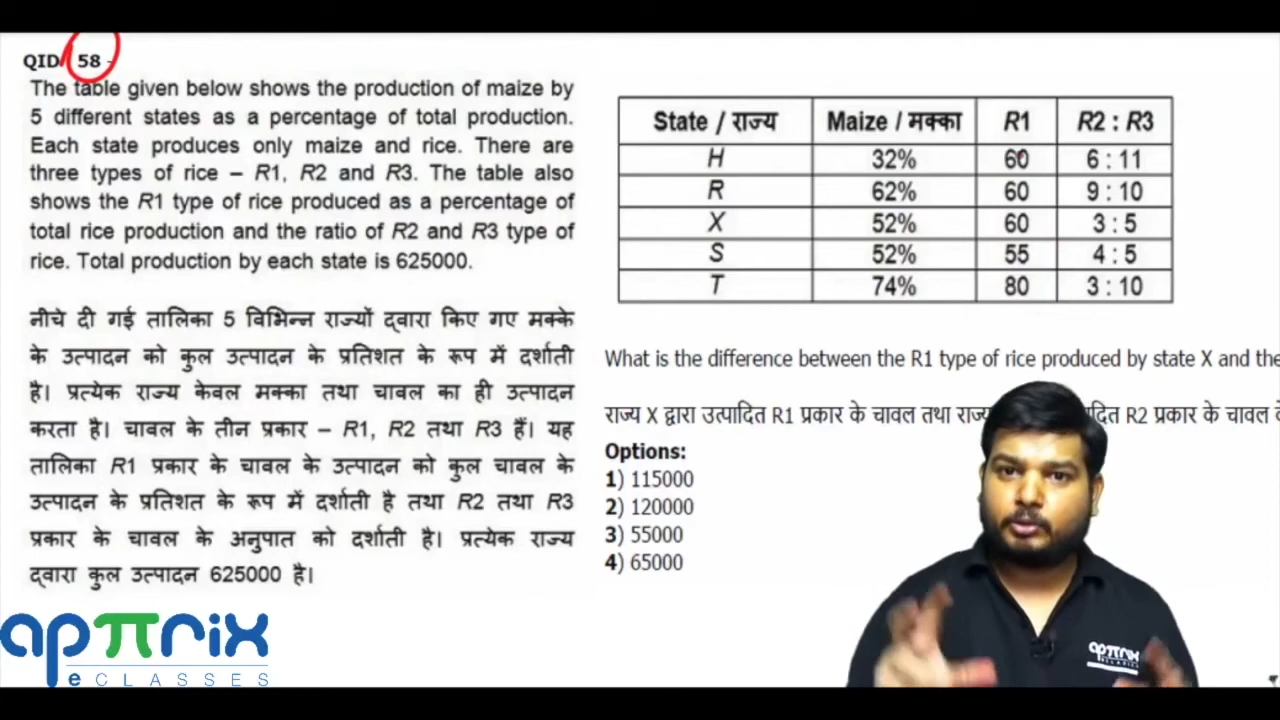 QID 58 -
The table given below shows the production of maize by
5 different states as a percentage of total production.
Each state produces only maize and rice. There are
three types of rice – R1, R2 and R3. The table also
shows the R1 type of rice produced as a percentage of
total rice production and the ratio of R2 and R3 type of
rice. Total production by each state is 625000.
नीचे दी गई तालिका 5 विभिन्न राज्यों द्वारा किए गए मक्के
के उत्पादन को कुल उत्पादन के प्रतिशत के रूप में दर्शाती
है। प्रत्येक राज्य केवल मक्का तथा चावल का ही उत्पादन
करता है। चावल के तीन प्रकार – R1, R2 तथा R3 हैं। यह
तालिका R1 प्रकार के चावल के उत्पादन को कुल चावल के
उत्पादन के प्रतिशत के रूप में दर्शाती है तथा R2 तथा R3
प्रकार के चावल के अनुपात को दर्शाती है। प्रत्येक राज्य
द्वारा कुल उत्पादन 625000 है।
State / राज्य Maize / मक्का R1 R2 : R3
H 32% 60 6 : 11
R 62% 60 9 : 10
X 52% 60 3 : 5
S 52% 55 4 : 5
T 74% 80 3 : 10
What is the difference between the R1 type of rice produced by state X and the
राज्य X द्वारा उत्पादित R1 प्रकार के चावल तथा R2 प्रकार के चावल
Options:
1) 115000
2) 120000
3) 55000
4) 65000
apπrix
eCLASSES
apπrix